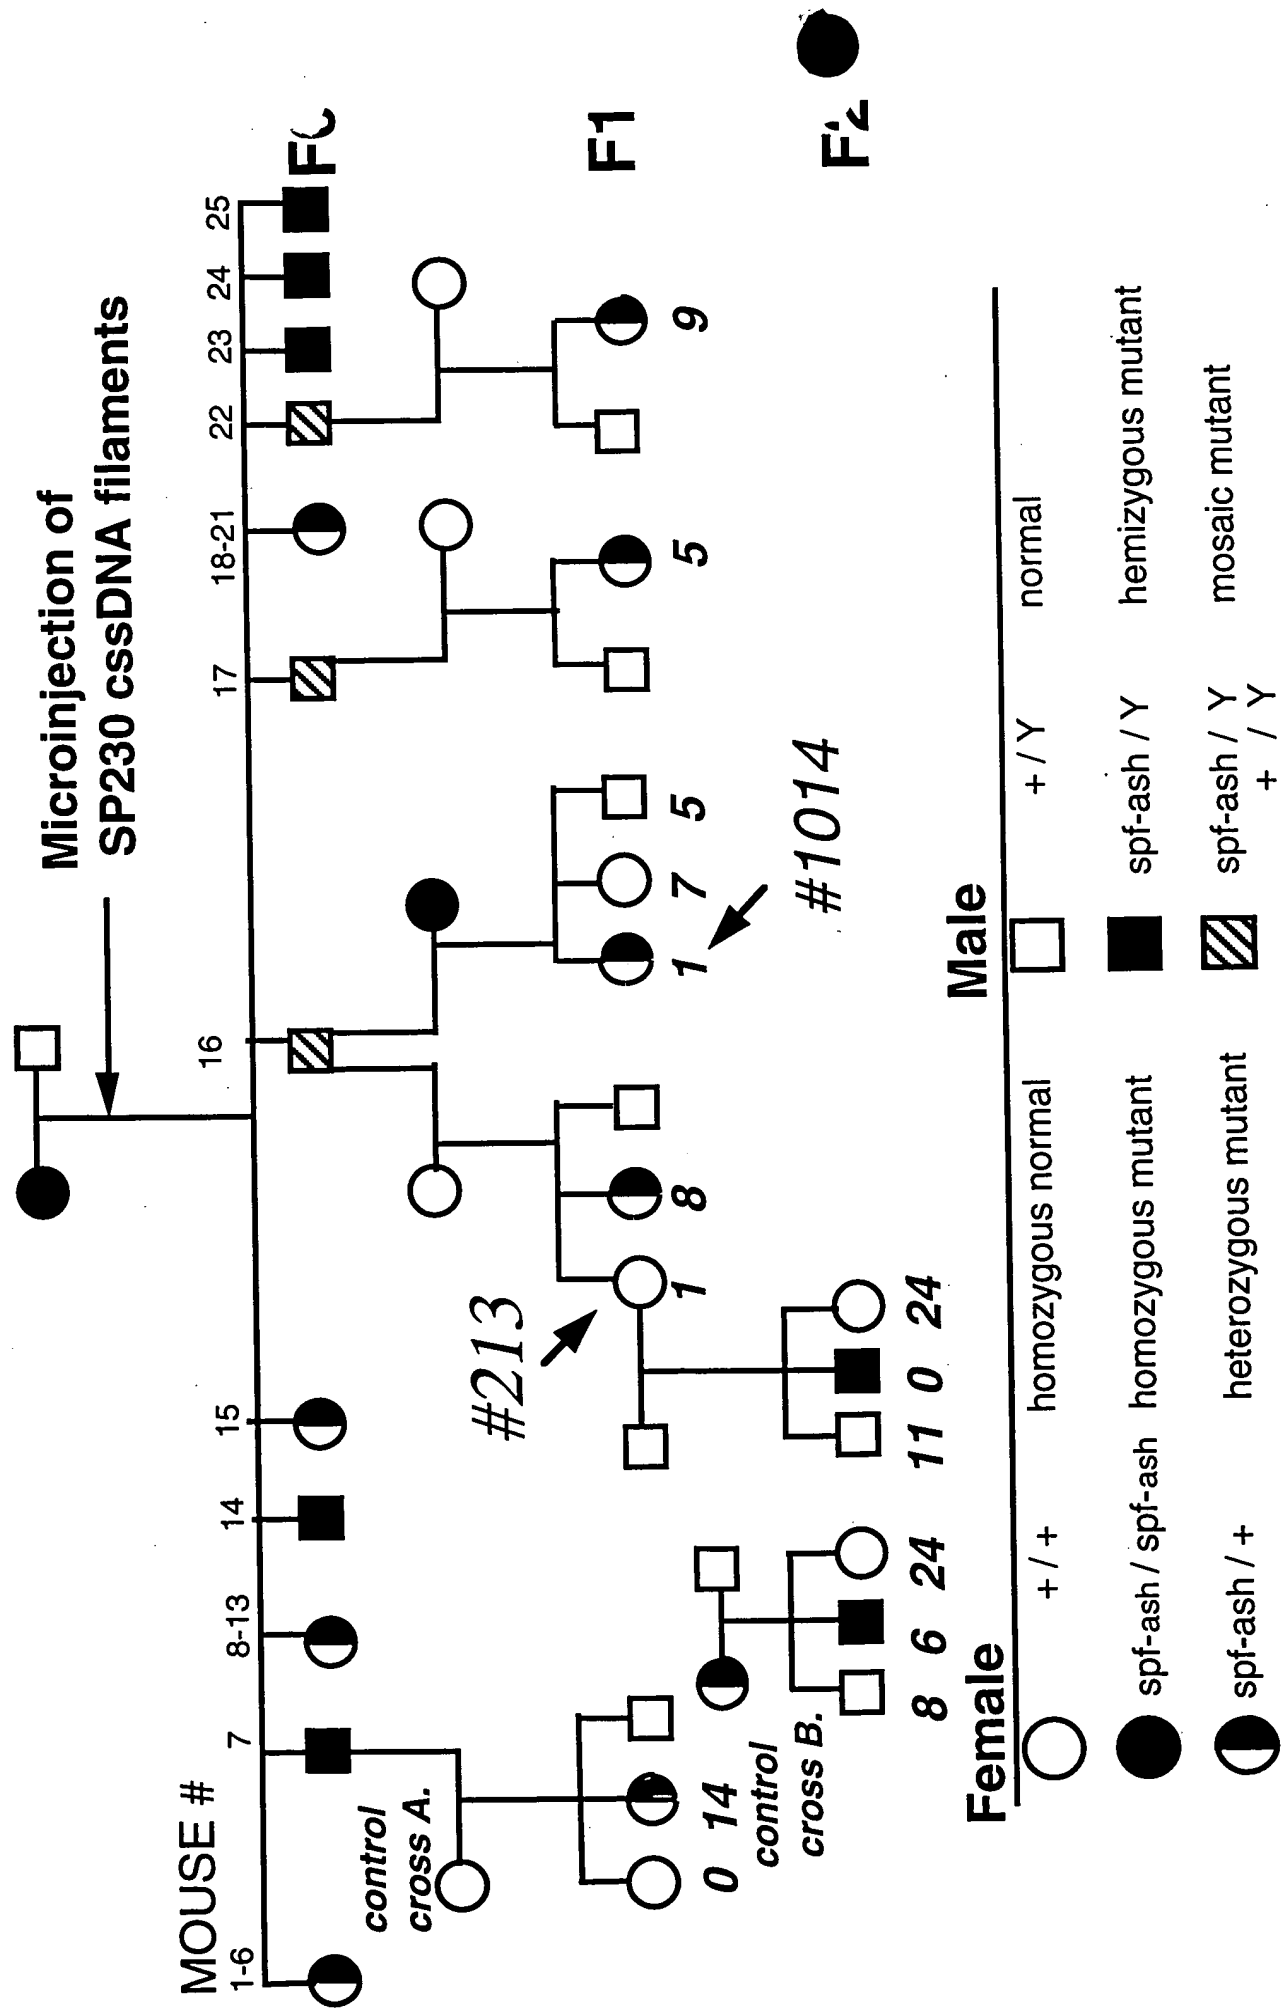 Microinjection of
SP230 cssDNA filaments
MOUSE #
1-6
7
8-13
14
15
16
17
18-21
22
23
24
25
control
cross A.
#213
F1
0 14
1
8
1
7
5
5
9
#1014
control
cross B.
8 6 24
11 0 24
Female
Male
+ / +
homozygous normal
+ / Y
normal
spf-ash / spf-ash
homozygous mutant
spf-ash / Y
hemizygous mutant
spf-ash / +
heterozygous mutant
spf-ash / Y
+ / Y
mosaic mutant